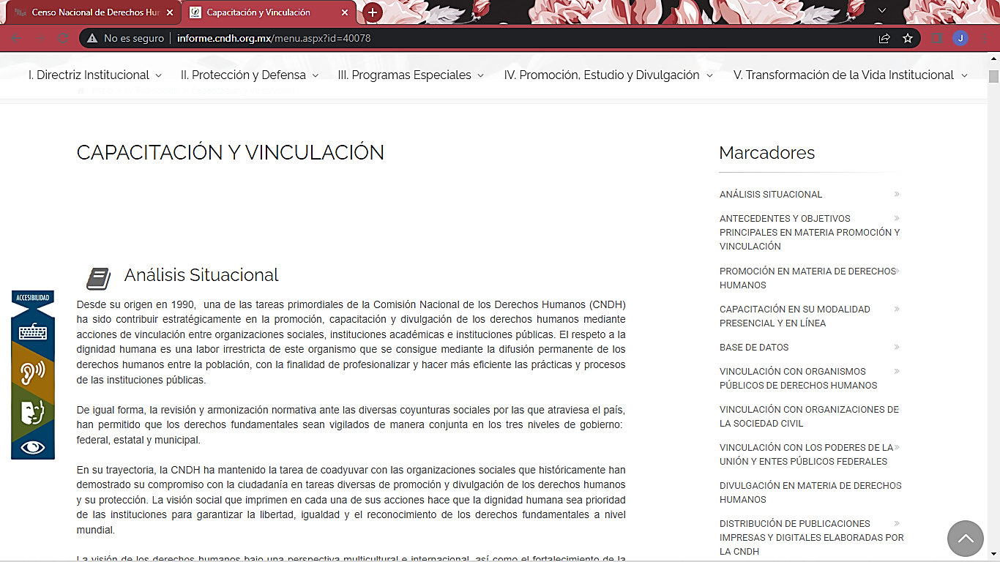 Censo Nacional de Derechos Hur
Capacitación y Vinculación
No es seguro
informe.cndh.org.mx/menu.aspx?id=40078
J
I. Directriz Institucional
II. Protección y Defensa
III. Programas Especiales
IV. Promoción, Estudio y Divulgación
V. Transformación de la Vida Institucional
CAPACITACIÓN Y VINCULACIÓN
Análisis Situacional
ACCESIBILIDAD
Desde su origen en 1990, una de las tareas primordiales de la Comisión Nacional de los Derechos Humanos (CNDH)
ha sido contribuir estratégicamente en la promoción, capacitación y divulgación de los derechos humanos mediante
acciones de vinculación entre organizaciones sociales, instituciones académicas e instituciones públicas. El respeto a la
dignidad humana es una labor irrestricta de este organismo que se consigue mediante la difusión permanente de los
derechos humanos entre la población, con la finalidad de profesionalizar y hacer más eficiente las prácticas y procesos
de las instituciones públicas.
De igual forma, la revisión y armonización normativa ante las diversas coyunturas sociales por las que atraviesa el país,
han permitido que los derechos fundamentales sean vigilados de manera conjunta en los tres niveles de gobierno:
federal, estatal y municipal.
En su trayectoria, la CNDH ha mantenido la tarea de coadyuvar con las organizaciones sociales que históricamente han
demostrado su compromiso con la ciudadanía en tareas diversas de promoción y divulgación de los derechos humanos
y su protección. La visión social que imprimen en cada una de sus acciones hace que la dignidad humana sea prioridad
de las instituciones para garantizar la libertad, igualdad y el reconocimiento de los derechos fundamentales a nivel
mundial.
La visión de los derechos humanos bajo una perspectiva multicultural e internacional, así como el fortalecimiento de la
Marcadores
ANÁLISIS SITUACIONAL
ANTECEDENTES Y OBJETIVOS
PRINCIPALES EN MATERIA PROMOCIÓN Y
VINCULACIÓN
PROMOCIÓN EN MATERIA DE DERECHOS
HUMANOS
CAPACITACIÓN EN SU MODALIDAD
PRESENCIAL Y EN LÍNEA
BASE DE DATOS
VINCULACIÓN CON ORGANISMOS
PÚBLICOS DE DERECHOS HUMANOS
VINCULACIÓN CON ORGANIZACIONES DE
LA SOCIEDAD CIVIL
VINCULACIÓN CON LOS PODERES DE LA
UNIÓN Y ENTES PÚBLICOS FEDERALES
DIVULGACIÓN EN MATERIA DE DERECHOS
HUMANOS
DISTRIBUCIÓN DE PUBLICACIONES
IMPRESAS Y DIGITALES ELABORADAS POR
LA CNDH